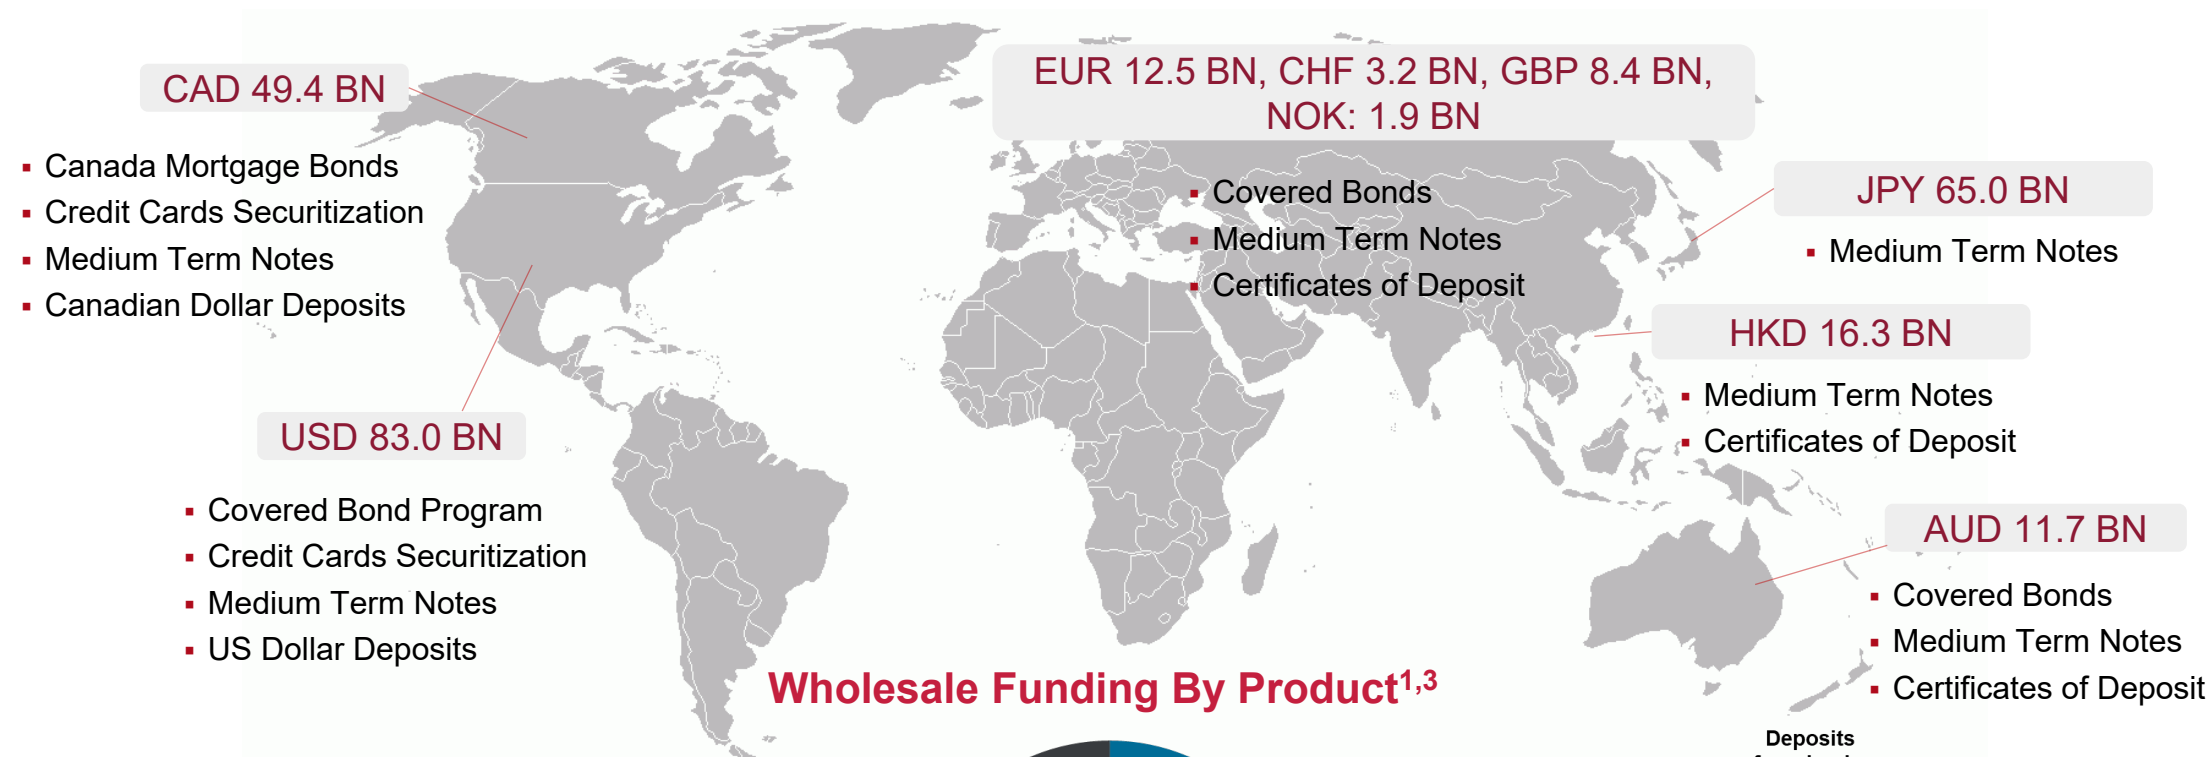 CAD 49.4 BN
▪ Canada Mortgage Bonds
▪ Credit Cards Securitization
▪ Medium Term Notes
▪ Canadian Dollar Deposits
EUR 12.5 BN, CHF 3.2 BN, GBP 8.4 BN,
NOK: 1.9 BN
▪ Covered Bonds
▪ Medium Term Notes
▪ Certificates of Deposit
JPY 65.0 BN
▪ Medium Term Notes
HKD 16.3 BN
▪ Medium Term Notes
▪ Certificates of Deposit
USD 83.0 BN
▪ Covered Bond Program
▪ Credit Cards Securitization
▪ Medium Term Notes
▪ US Dollar Deposits
AUD 11.7 BN
▪ Covered Bonds
▪ Medium Term Notes
▪ Certificates of Deposit
Wholesale Funding By Product1,3
Deposits